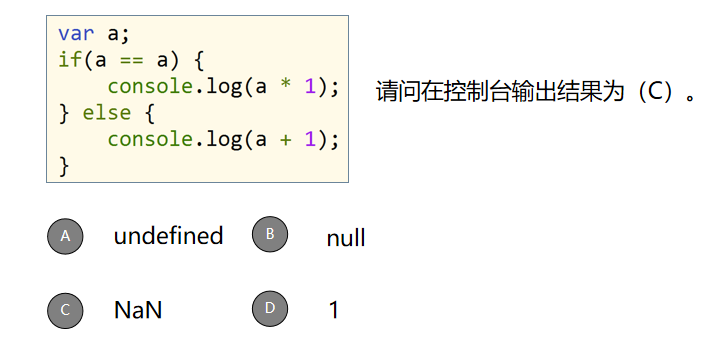 var a;
if(a == a) {
    console.log(a * 1);
} else {
    console.log(a + 1);
}
请问在控制台输出结果为（C）。
A undefined
B null
C NaN
D 1